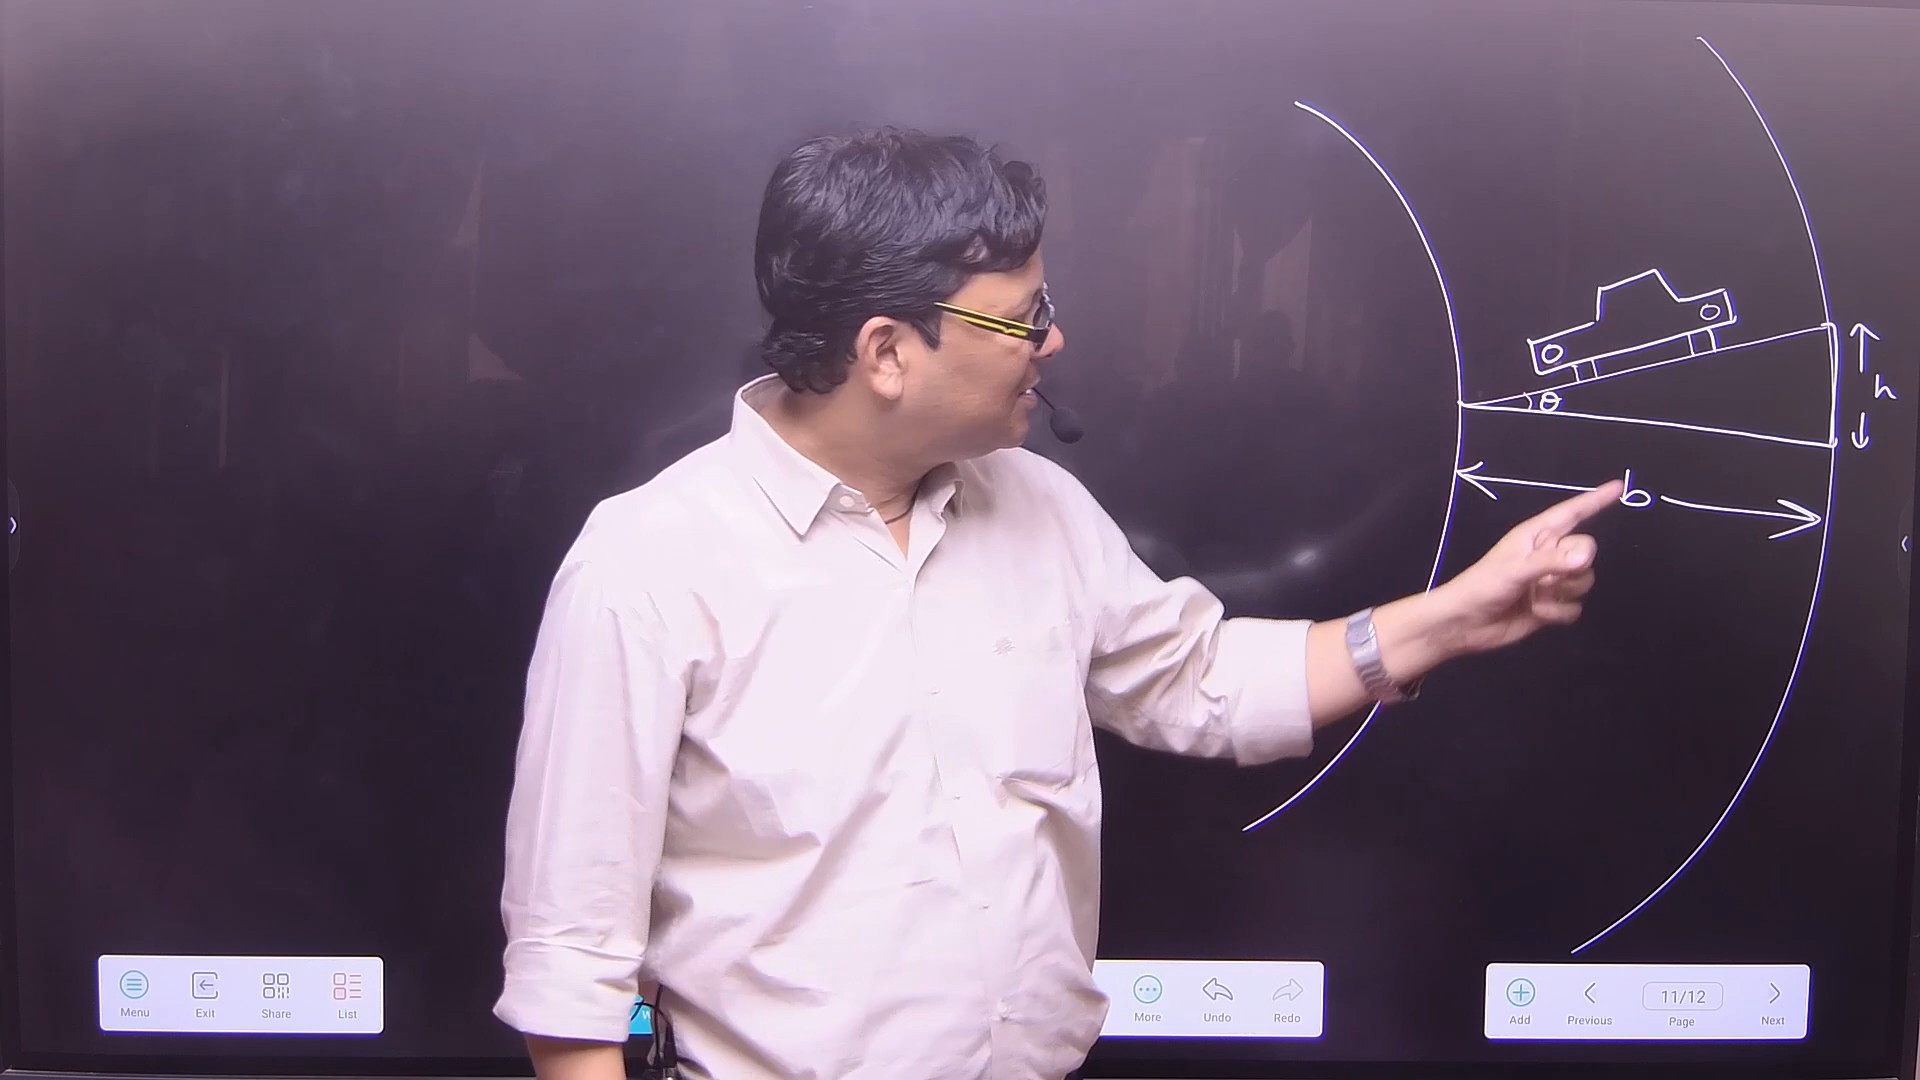 θ
h
b
Menu
Exit
Share
List
More
Undo
Redo
Add
Previous
11/12
Page
Next